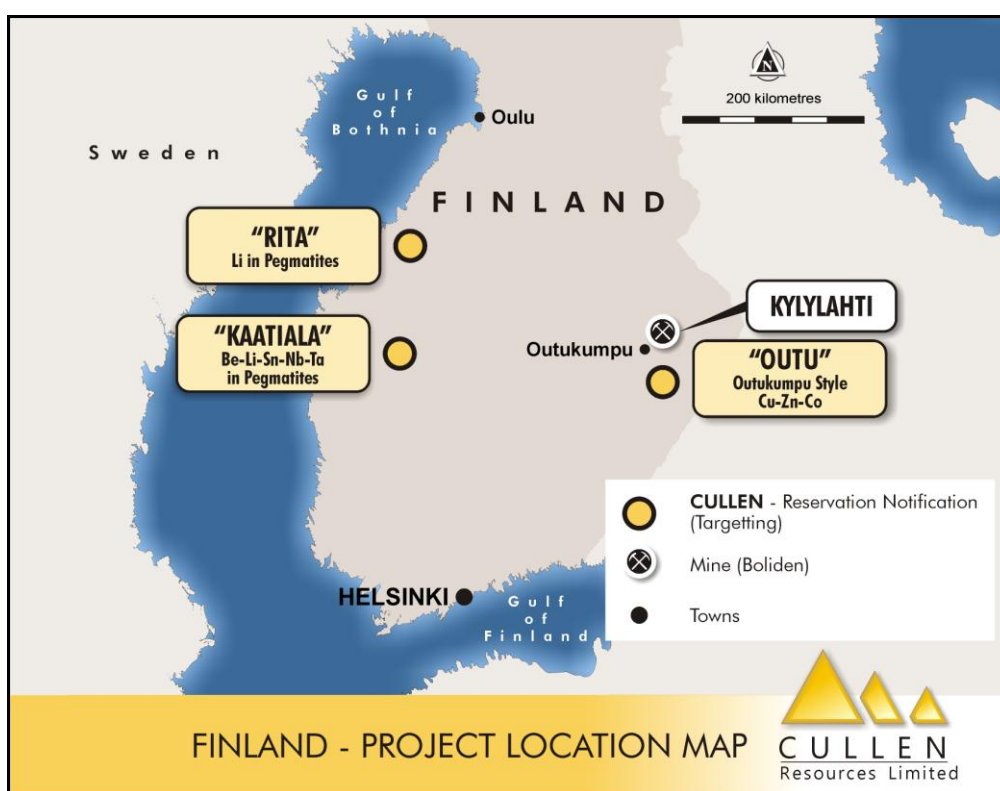 N
200 kilometres
Gulf
of
Bothnia
Oulu
Sweden
FINLAND
“RITA”
Li in Pegmatites
KYLYLAHTI
“KAATIALA”
Be-Li-Sn-Nb-Ta
in Pegmatites
Outukumpu
“OUTU”
Outukumpu Style
Cu-Zn-Co
CULLEN - Reservation Notification
(Targetting)
Mine (Boliden)
Towns
HELSINKI
Gulf
of
Finland
FINLAND - PROJECT LOCATION MAP
CULLEN
Resources Limited